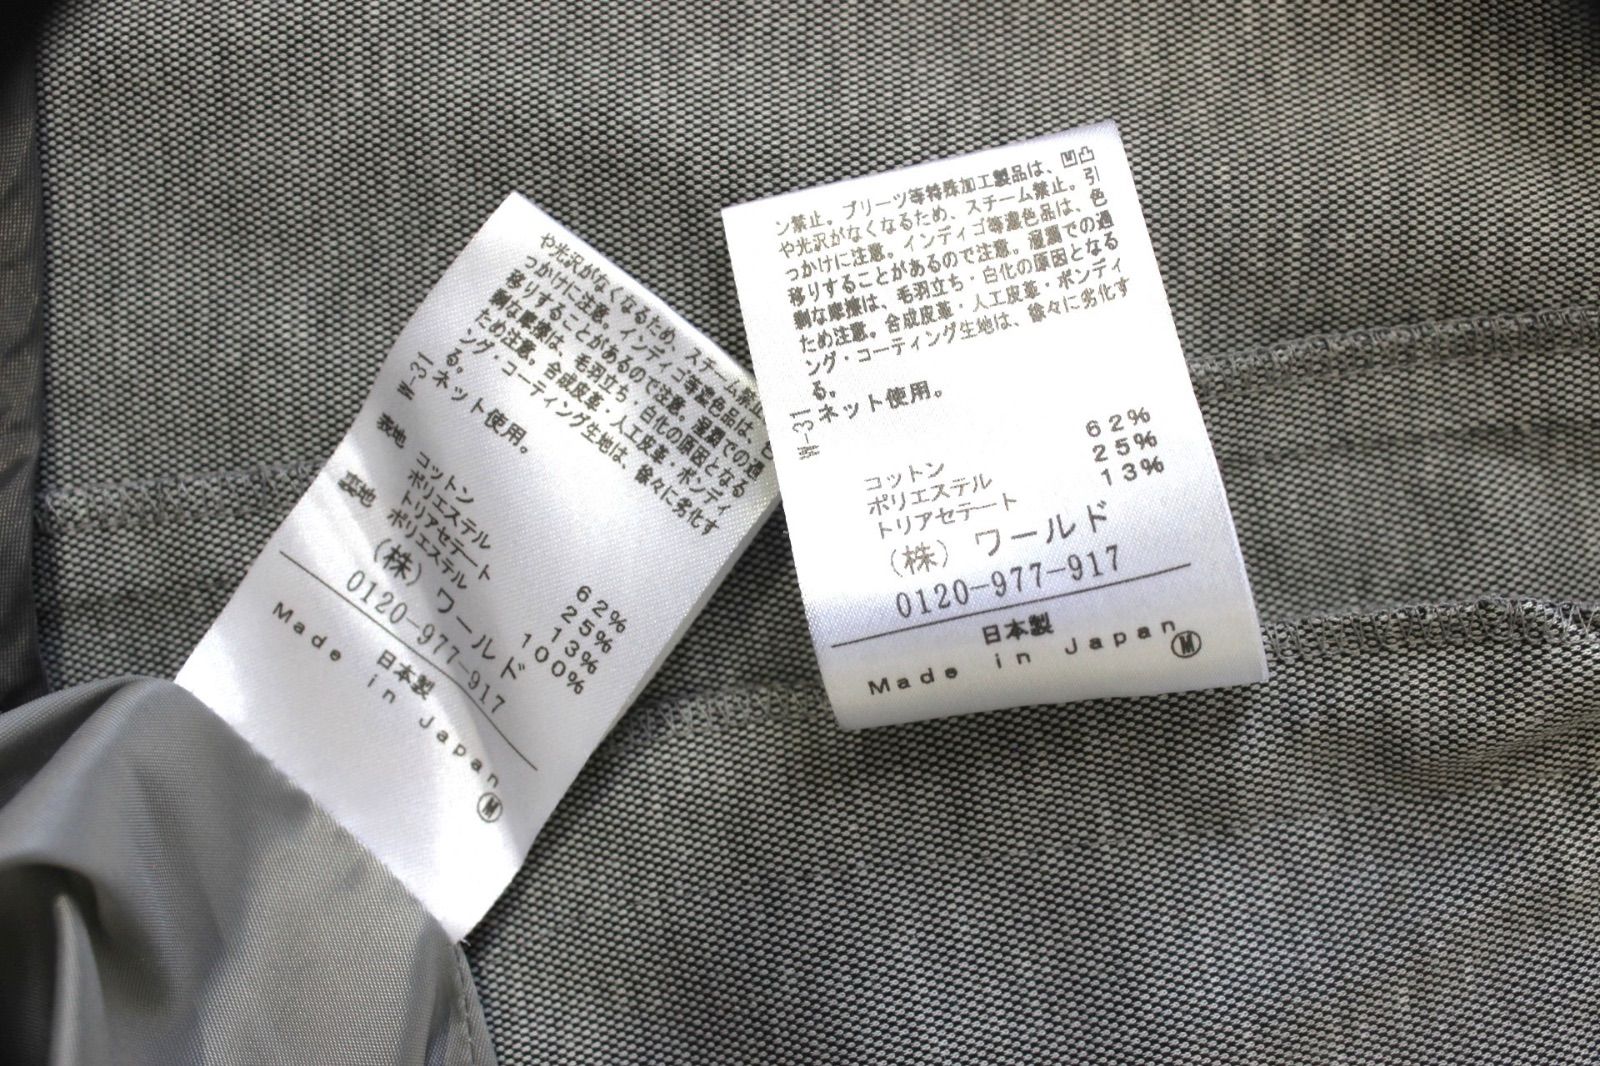 や光沢がなくなるため、スチーム禁止
っかけに注意。インディゴ等濃色品は、色
移りすることがあるので注意。過
剰な摩擦は、毛羽立ち・白化の原因となる
ため注意。合成皮革・人工皮革・ボンディ
ング・コーティング生地は、徐々に劣化す
る。
W-31 ネット使用。
表地 コットン 62%
ポリエステル 25%
トリアセテート 13%
裏地 ポリエステル 100%
(株) ワールド
0120-977-917
日本製
Made in Japan
M
ン禁止。プリーツ等特殊加工製品は、凹凸
や光沢がなくなるため、スチーム禁止。引
っかけに注意。インディゴ等濃色品は、色
移りすることがあるので注意。湿潤での過
剰な摩擦は、毛羽立ち・白化の原因となる
ため注意。合成皮革・人工皮革・ボンディ
ング・コーティング生地は、徐々に劣化す
る。
W-31 ネット使用。
コットン 62%
ポリエステル 25%
トリアセテート 13%
(株) ワールド
0120-977-917
日本製
Made in Japan
M